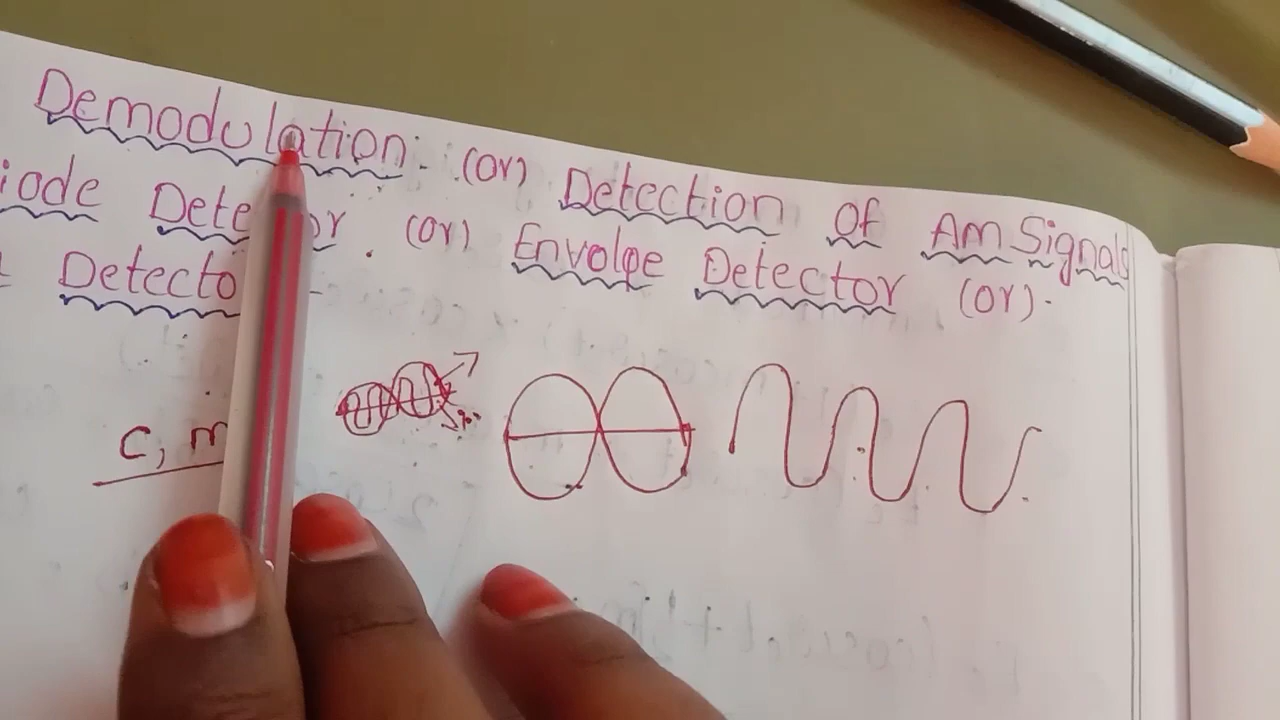 Demodulation. (or) Detection Of Am Signals
iode Dete or. (or) Envolpe Detector (or).
Detecto
C, m